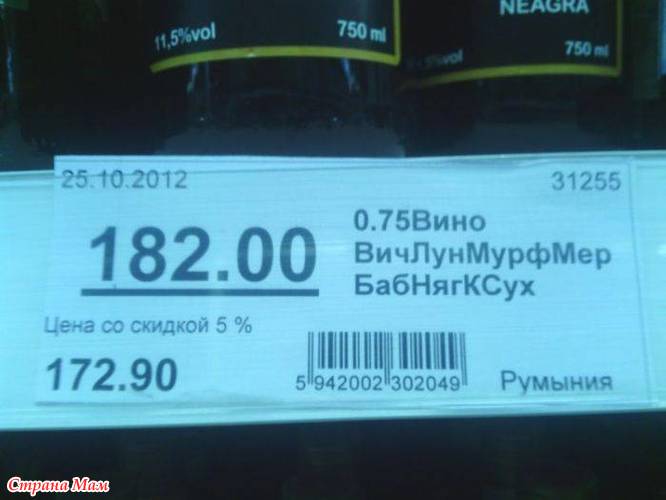 NEAGRA
11,5%vol 750 ml
750 ml
25.10.2012 31255
182.00
0.75Вино
ВичЛунМурфМер
БабНягКСух
Цена со скидкой 5 %
172.90
5 942002 302049
Румыния
Страна Мам